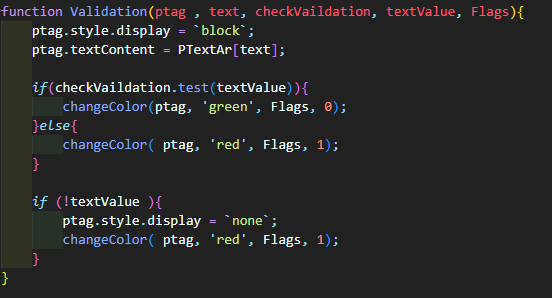 function Validation(ptag , text, checkVaildation, textValue, Flags){
    ptag.style.display = `block`;
    ptag.textContent = PTextAr[text];

    if(checkVaildation.test(textValue)){
        changeColor(ptag, 'green', Flags, 0);
    }else{
        changeColor( ptag, 'red', Flags, 1);
    }

    if (!textValue ){
        ptag.style.display = `none`;
        changeColor( ptag, 'red', Flags, 1);
    }
}